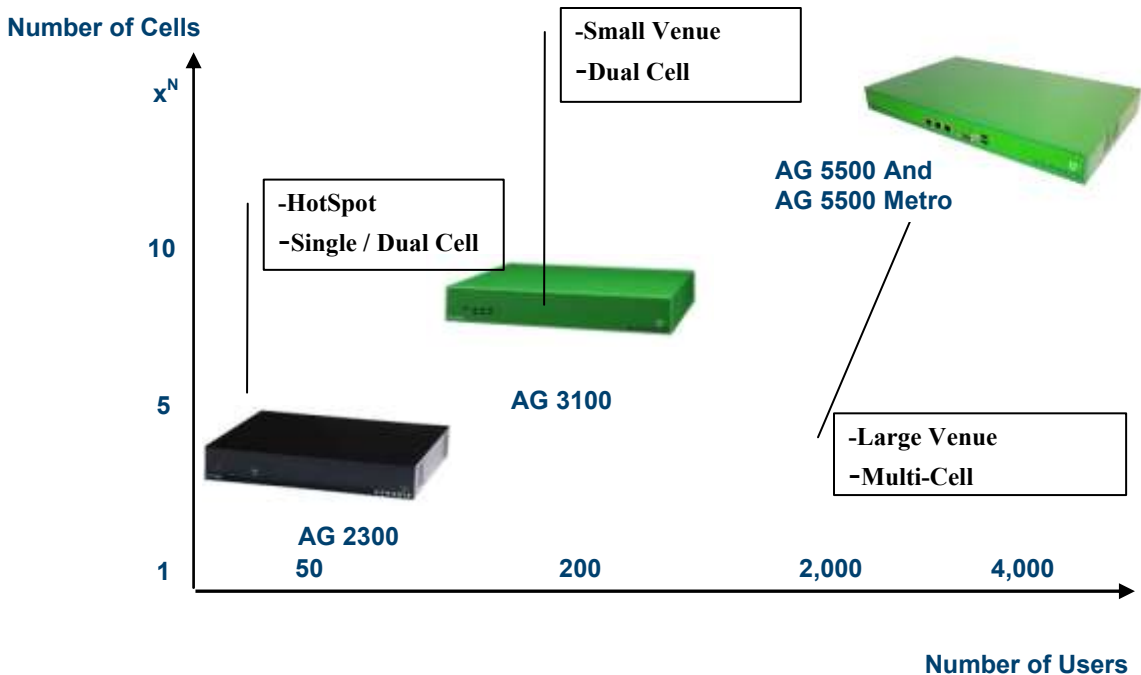 Number of Cells
x^N
-Small Venue
-Dual Cell
AG 5500 And
AG 5500 Metro
-HotSpot
-Single / Dual Cell
10
5
AG 3100
-Large Venue
-Multi-Cell
AG 2300
1
50
200
2,000
4,000
Number of Users